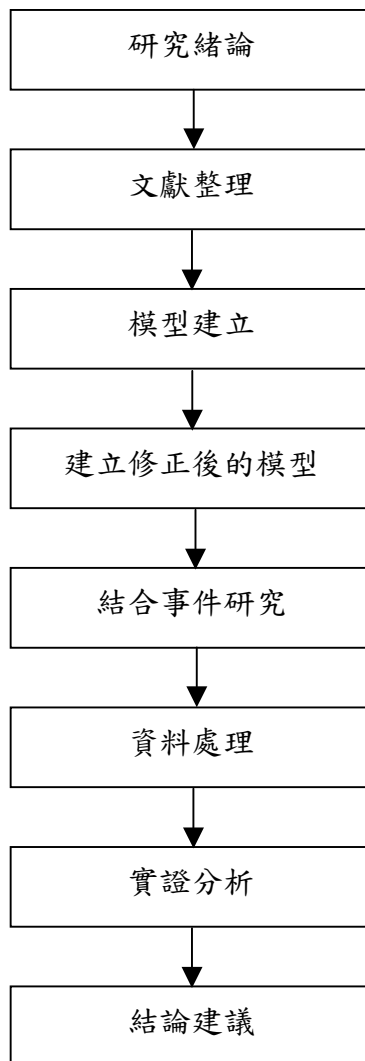 研究緒論
文獻整理
模型建立
建立修正後的模型
結合事件研究
資料處理
實證分析
結論建議